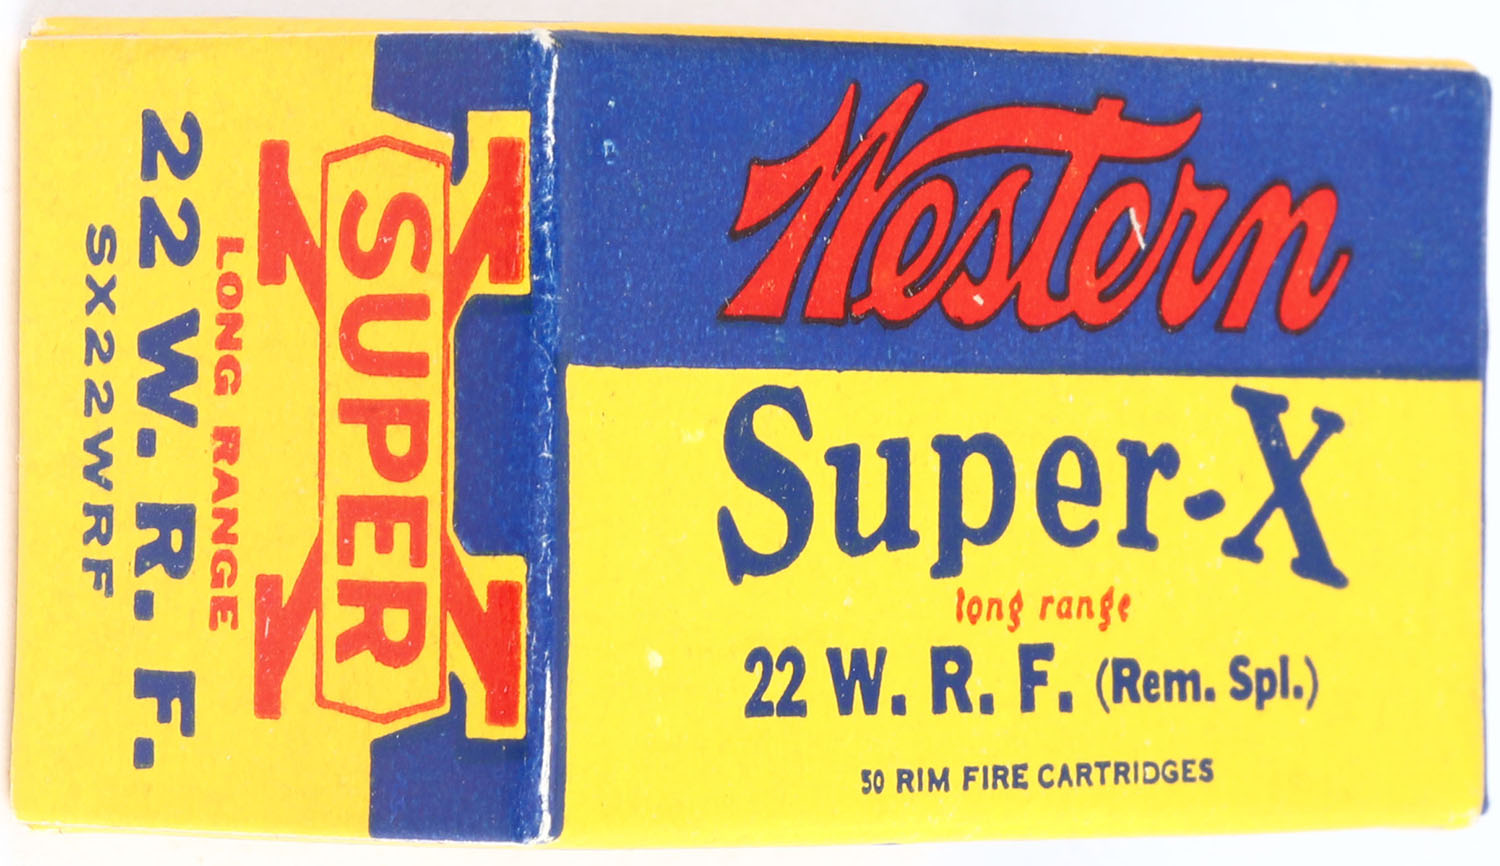 Western
Super-X
long range
22 W. R. F. (Rem. Spl.)
50 RIM FIRE CARTRIDGES
SUPER X
LONG RANGE
22 W. R. F.
SX22WRF